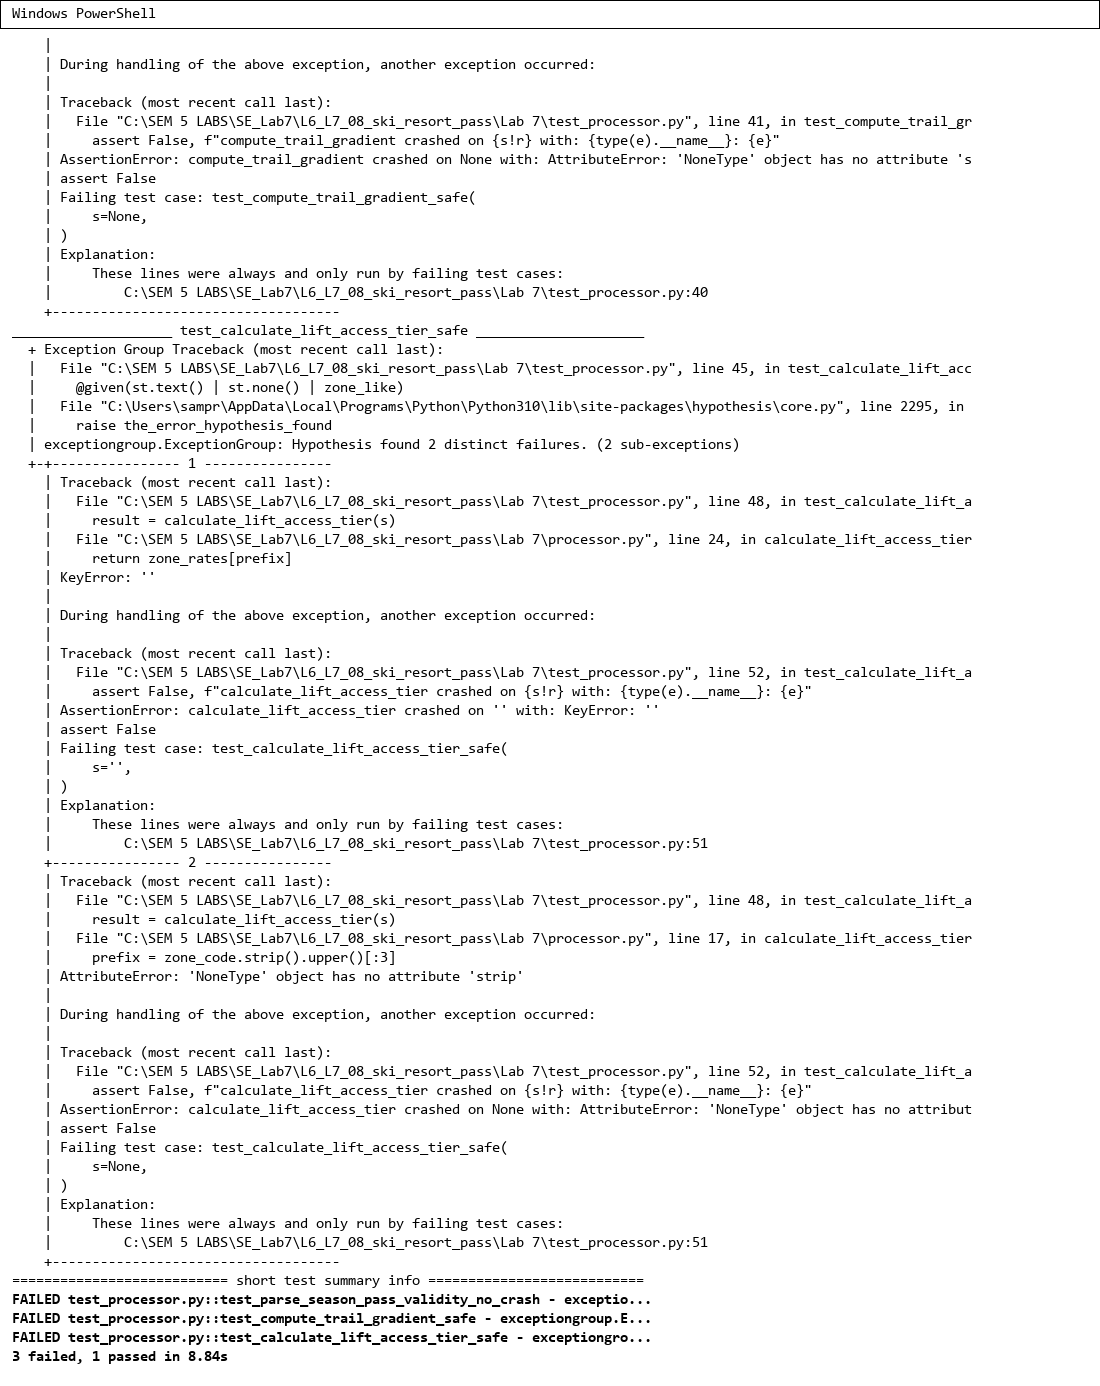 Windows PowerShell
|
| During handling of the above exception, another exception occurred:
|
| Traceback (most recent call last):
|   File "C:\SEM 5 LABS\SE_Lab7\L6_L7_08_ski_resort_pass\Lab 7\test_processor.py", line 41, in test_compute_trail_gr
|     assert False, f"compute_trail_gradient crashed on {s!r} with: {type(e).__name__}: {e}"
| AssertionError: compute_trail_gradient crashed on None with: AttributeError: 'NoneType' object has no attribute 's
| assert False
| Failing test case: test_compute_trail_gradient_safe(
|     s=None,
| )
| Explanation:
|     These lines were always and only run by failing test cases:
|         C:\SEM 5 LABS\SE_Lab7\L6_L7_08_ski_resort_pass\Lab 7\test_processor.py:40
+------------------------------------
____________________ test_calculate_lift_access_tier_safe _____________________
+ Exception Group Traceback (most recent call last):
|   File "C:\SEM 5 LABS\SE_Lab7\L6_L7_08_ski_resort_pass\Lab 7\test_processor.py", line 45, in test_calculate_lift_acc
|     @given(st.text() | st.none() | zone_like)
|   File "C:\Users\sampr\AppData\Local\Programs\Python\Python310\lib\site-packages\hypothesis\core.py", line 2295, in
|     raise the_error_hypothesis_found
| exceptiongroup.ExceptionGroup: Hypothesis found 2 distinct failures. (2 sub-exceptions)
+-+---------------- 1 ----------------
| Traceback (most recent call last):
|   File "C:\SEM 5 LABS\SE_Lab7\L6_L7_08_ski_resort_pass\Lab 7\test_processor.py", line 48, in test_calculate_lift_a
|     result = calculate_lift_access_tier(s)
|   File "C:\SEM 5 LABS\SE_Lab7\L6_L7_08_ski_resort_pass\Lab 7\processor.py", line 24, in calculate_lift_access_tier
|     return zone_rates[prefix]
| KeyError: ''
|
| During handling of the above exception, another exception occurred:
|
| Traceback (most recent call last):
|   File "C:\SEM 5 LABS\SE_Lab7\L6_L7_08_ski_resort_pass\Lab 7\test_processor.py", line 52, in test_calculate_lift_a
|     assert False, f"calculate_lift_access_tier crashed on {s!r} with: {type(e).__name__}: {e}"
| AssertionError: calculate_lift_access_tier crashed on '' with: KeyError: ''
| assert False
| Failing test case: test_calculate_lift_access_tier_safe(
|     s='',
| )
| Explanation:
|     These lines were always and only run by failing test cases:
|         C:\SEM 5 LABS\SE_Lab7\L6_L7_08_ski_resort_pass\Lab 7\test_processor.py:51
+---------------- 2 ----------------
| Traceback (most recent call last):
|   File "C:\SEM 5 LABS\SE_Lab7\L6_L7_08_ski_resort_pass\Lab 7\test_processor.py", line 48, in test_calculate_lift_a
|     result = calculate_lift_access_tier(s)
|   File "C:\SEM 5 LABS\SE_Lab7\L6_L7_08_ski_resort_pass\Lab 7\processor.py", line 17, in calculate_lift_access_tier
|     prefix = zone_code.strip().upper()[:3]
| AttributeError: 'NoneType' object has no attribute 'strip'
|
| During handling of the above exception, another exception occurred:
|
| Traceback (most recent call last):
|   File "C:\SEM 5 LABS\SE_Lab7\L6_L7_08_ski_resort_pass\Lab 7\test_processor.py", line 52, in test_calculate_lift_a
|     assert False, f"calculate_lift_access_tier crashed on {s!r} with: {type(e).__name__}: {e}"
| AssertionError: calculate_lift_access_tier crashed on None with: AttributeError: 'NoneType' object has no attribut
| assert False
| Failing test case: test_calculate_lift_access_tier_safe(
|     s=None,
| )
| Explanation:
|     These lines were always and only run by failing test cases:
|         C:\SEM 5 LABS\SE_Lab7\L6_L7_08_ski_resort_pass\Lab 7\test_processor.py:51
+------------------------------------
=========================== short test summary info ===========================
FAILED test_processor.py::test_parse_season_pass_validity_no_crash - exceptio...
FAILED test_processor.py::test_compute_trail_gradient_safe - exceptiongroup.E...
FAILED test_processor.py::test_calculate_lift_access_tier_safe - exceptiongro...
3 failed, 1 passed in 8.84s